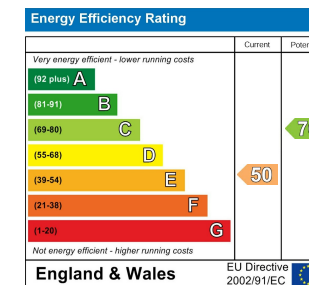 Energy Efficiency Rating
Current
Very energy efficient - lower running costs
(92 plus) A
(81-91) B
(69-80) C
(55-68) D
(39-54) E
50
(21-38) F
(1-20) G
Not energy efficient - higher running costs
England & Wales
EU Directive
2002/91/EC